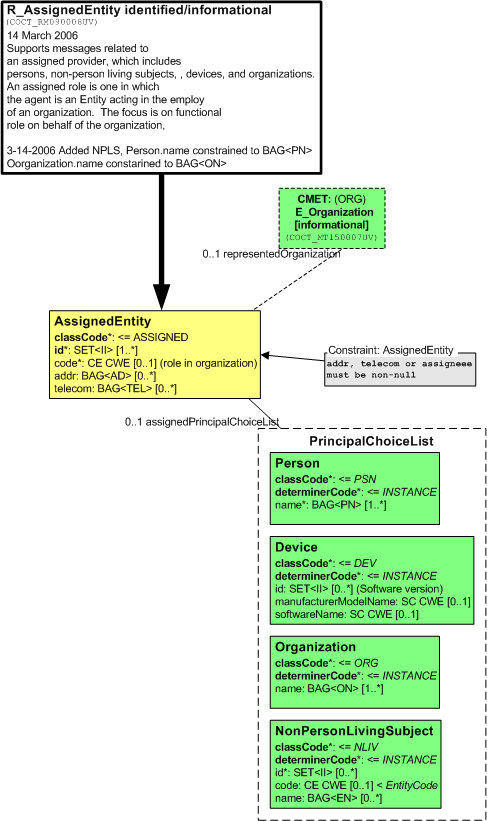 R_AssignedEntity identified/informational
(COCT_RM090008UV)
14 March 2006
Supports messages related to
an assigned provider, which includes
persons, non-person living subjects, , devices, and organizations.
An assigned role is one in which
the agent is an Entity acting in the employ
of an organization. The focus is on functional
role on behalf of the organization,
3-14-2006 Added NPLS, Person.name constrained to BAG<PN>
Oorganization.name constarined to BAG<ON>
CMET: (ORG)
E_Organization
[informational]
(COCT_MT150007UV)
0..1 representedOrganization
AssignedEntity
classCode*: <= ASSIGNED
id*: SET<II> [1..*]
code*: CE CWE [0..1] (role in organization)
addr: BAG<AD> [0..*]
telecom: BAG<TEL> [0..*]
Constraint: AssignedEntity
addr, telecom or assigneee
must be non-null
0..1 assignedPrincipalChoiceList
PrincipalChoiceList
Person
classCode*: <= PSN
determinerCode*: <= INSTANCE
name*: BAG<PN> [1..*]
Device
classCode*: <= DEV
determinerCode*: <= INSTANCE
id: SET<II> [0..*] (Software version)
manufacturerModelName: SC CWE [0..1]
softwareName: SC CWE [0..1]
Organization
classCode*: <= ORG
determinerCode*: <= INSTANCE
name: BAG<ON> [1..*]
NonPersonLivingSubject
classCode*: <= NLIV
determinerCode*: <= INSTANCE
id*: SET<II> [0..*]
code: CE CWE [0..1] < EntityCode
name: BAG<EN> [0..*]